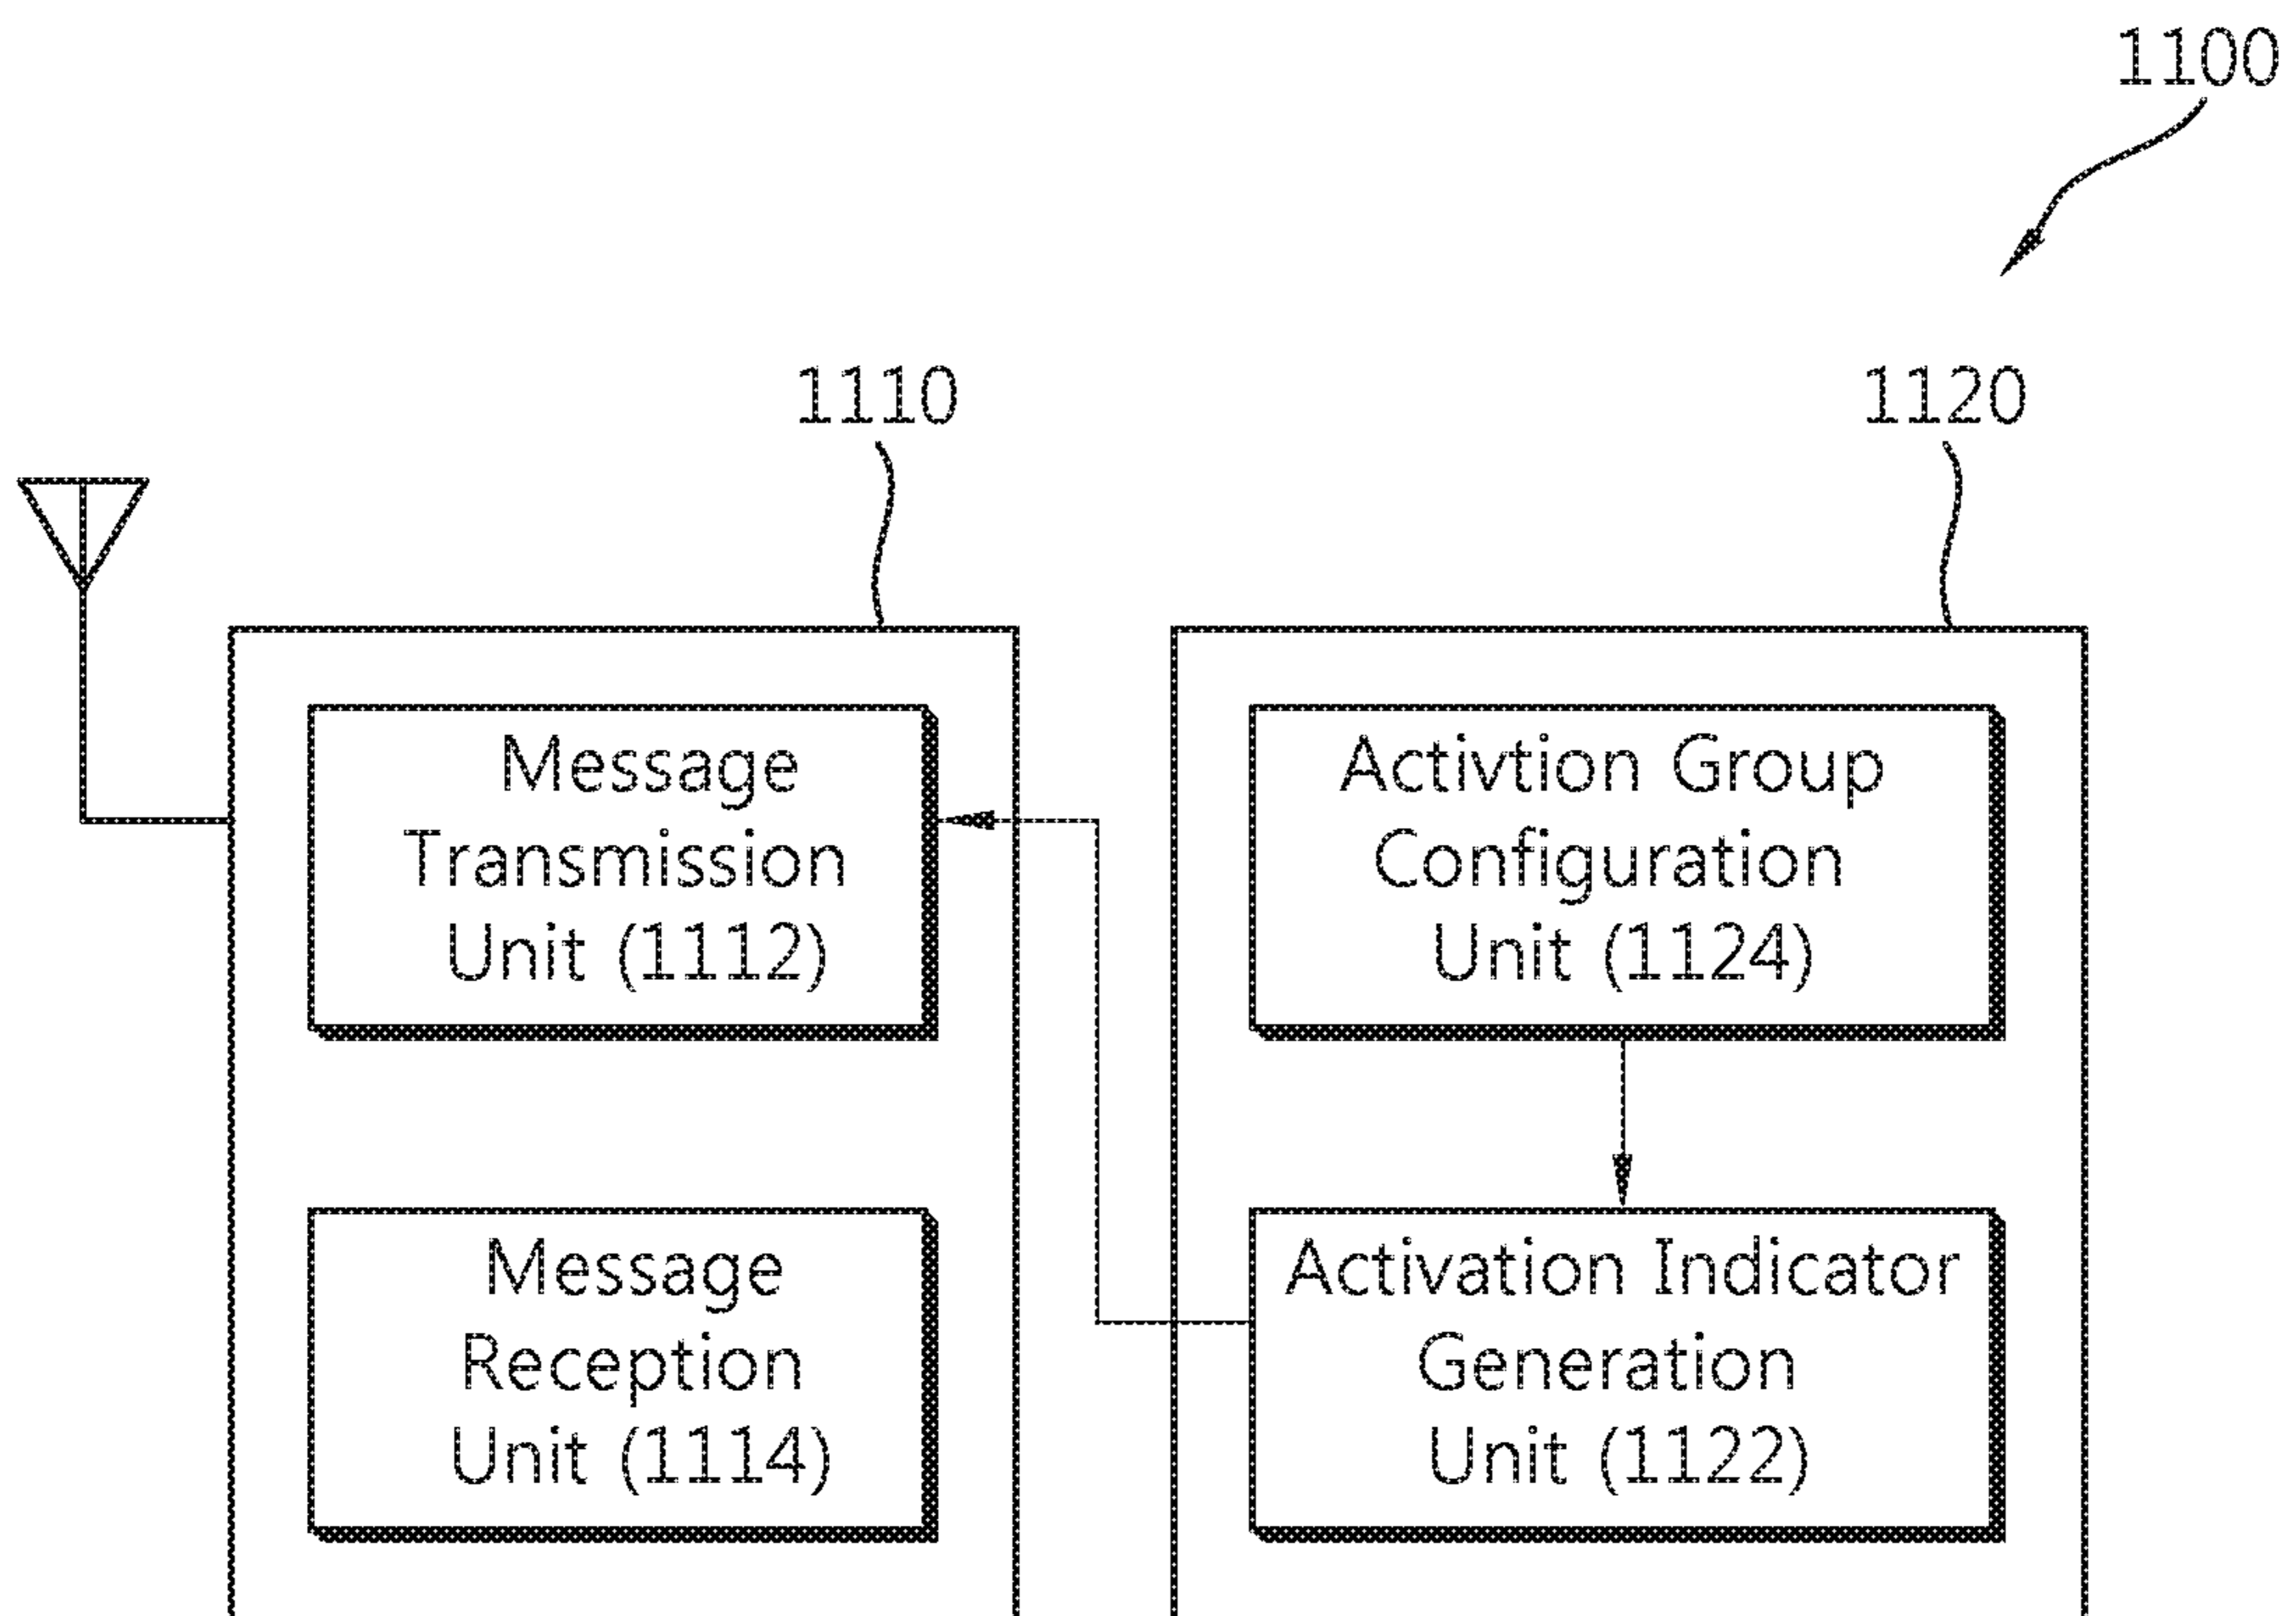 1100
1110
1120
Message
Transmission
Unit (1112)
Activtion Group
Configuration
Unit (1124)
Message
Reception
Unit (1114)
Activation Indicator
Generation
Unit (1122)